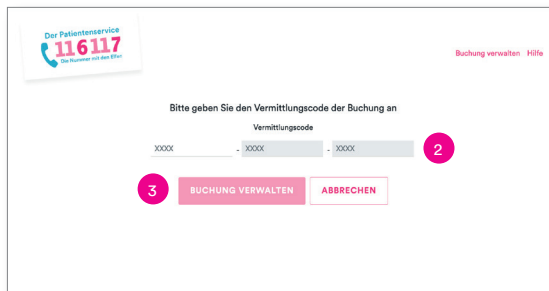 Der Patientenservice
116117
Die Nummer mit den Elfen
Buchung verwalten Hilfe
Bitte geben Sie den Vermittlungscode der Buchung an
Vermittlungscode
XXXX - XXXX - XXXX 2
3 BUCHUNG VERWALTEN ABBRECHEN